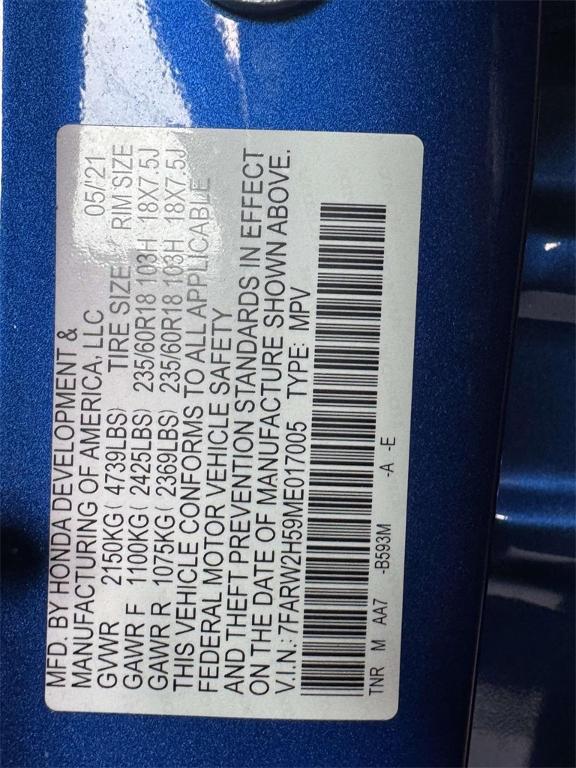 MFD. BY HONDA DEVELOPMENT &
MANUFACTURING OF AMERICA, LLC 05/'21
GVWR 2150KG( 4739LBS) TIRE SIZE RIM SIZE
GAWR F 1100KG( 2425LBS) 235/60R18 103H 18X7.5J
GAWR R 1075KG( 2369LBS) 235/60R18 103H 18X7.5J
THIS VEHICLE CONFORMS TO ALL APPLICABLE
FEDERAL MOTOR VEHICLE SAFETY
AND THEFT PREVENTION STANDARDS IN EFFECT
ON THE DATE OF MANUFACTURE SHOWN ABOVE.
V.I.N.: 7FARW2H59ME017005 TYPE: MPV
TNR M AA7 -B593M -A -E